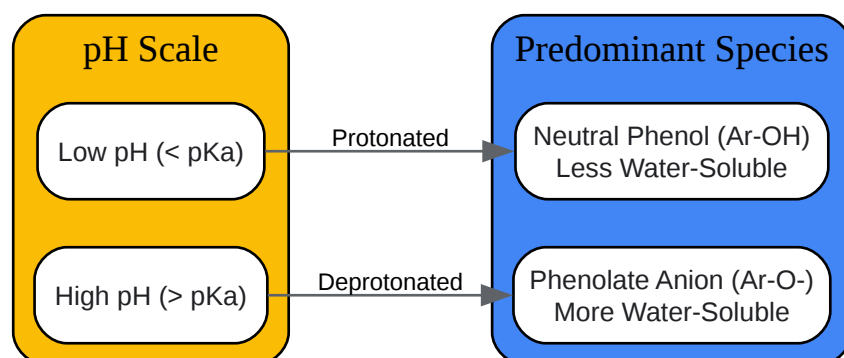 pH Scale
Predominant Species
Low pH (< pKa)
Protonated
Neutral Phenol (Ar-OH)
Less Water-Soluble
High pH (> pKa)
Deprotonated
Phenolate Anion (Ar-O-)
More Water-Soluble